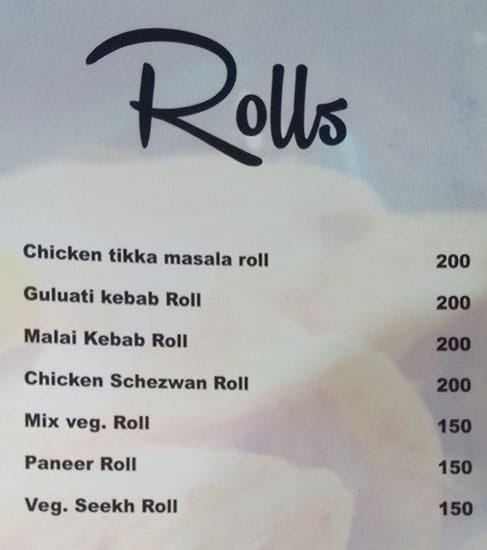 Rolls
Chicken tikka masala roll 200
Guluati kebab Roll 200
Malai Kebab Roll 200
Chicken Schezwan Roll 200
Mix veg. Roll 150
Paneer Roll 150
Veg. Seekh Roll 150